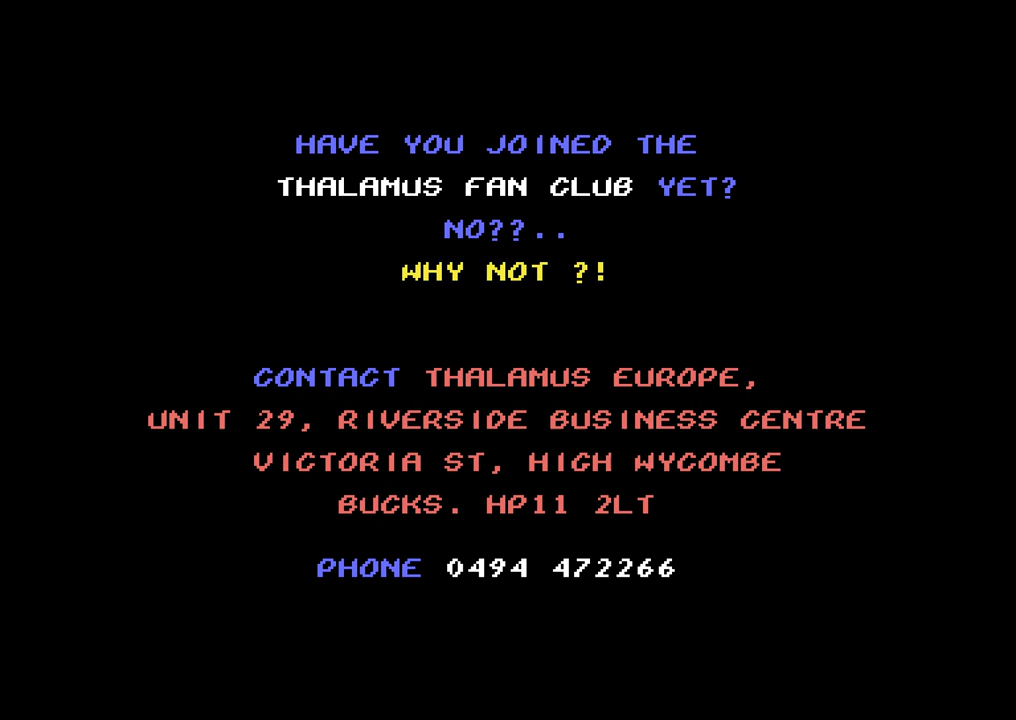 HAVE YOU JOINED THE
THALAMUS FAN CLUB YET?
NO??..
WHY NOT ?!
CONTACT THALAMUS EUROPE,
UNIT 29, RIVERSIDE BUSINESS CENTRE
VICTORIA ST, HIGH WYCOMBE
BUCKS. HP11 2LT
PHONE 0494 472266